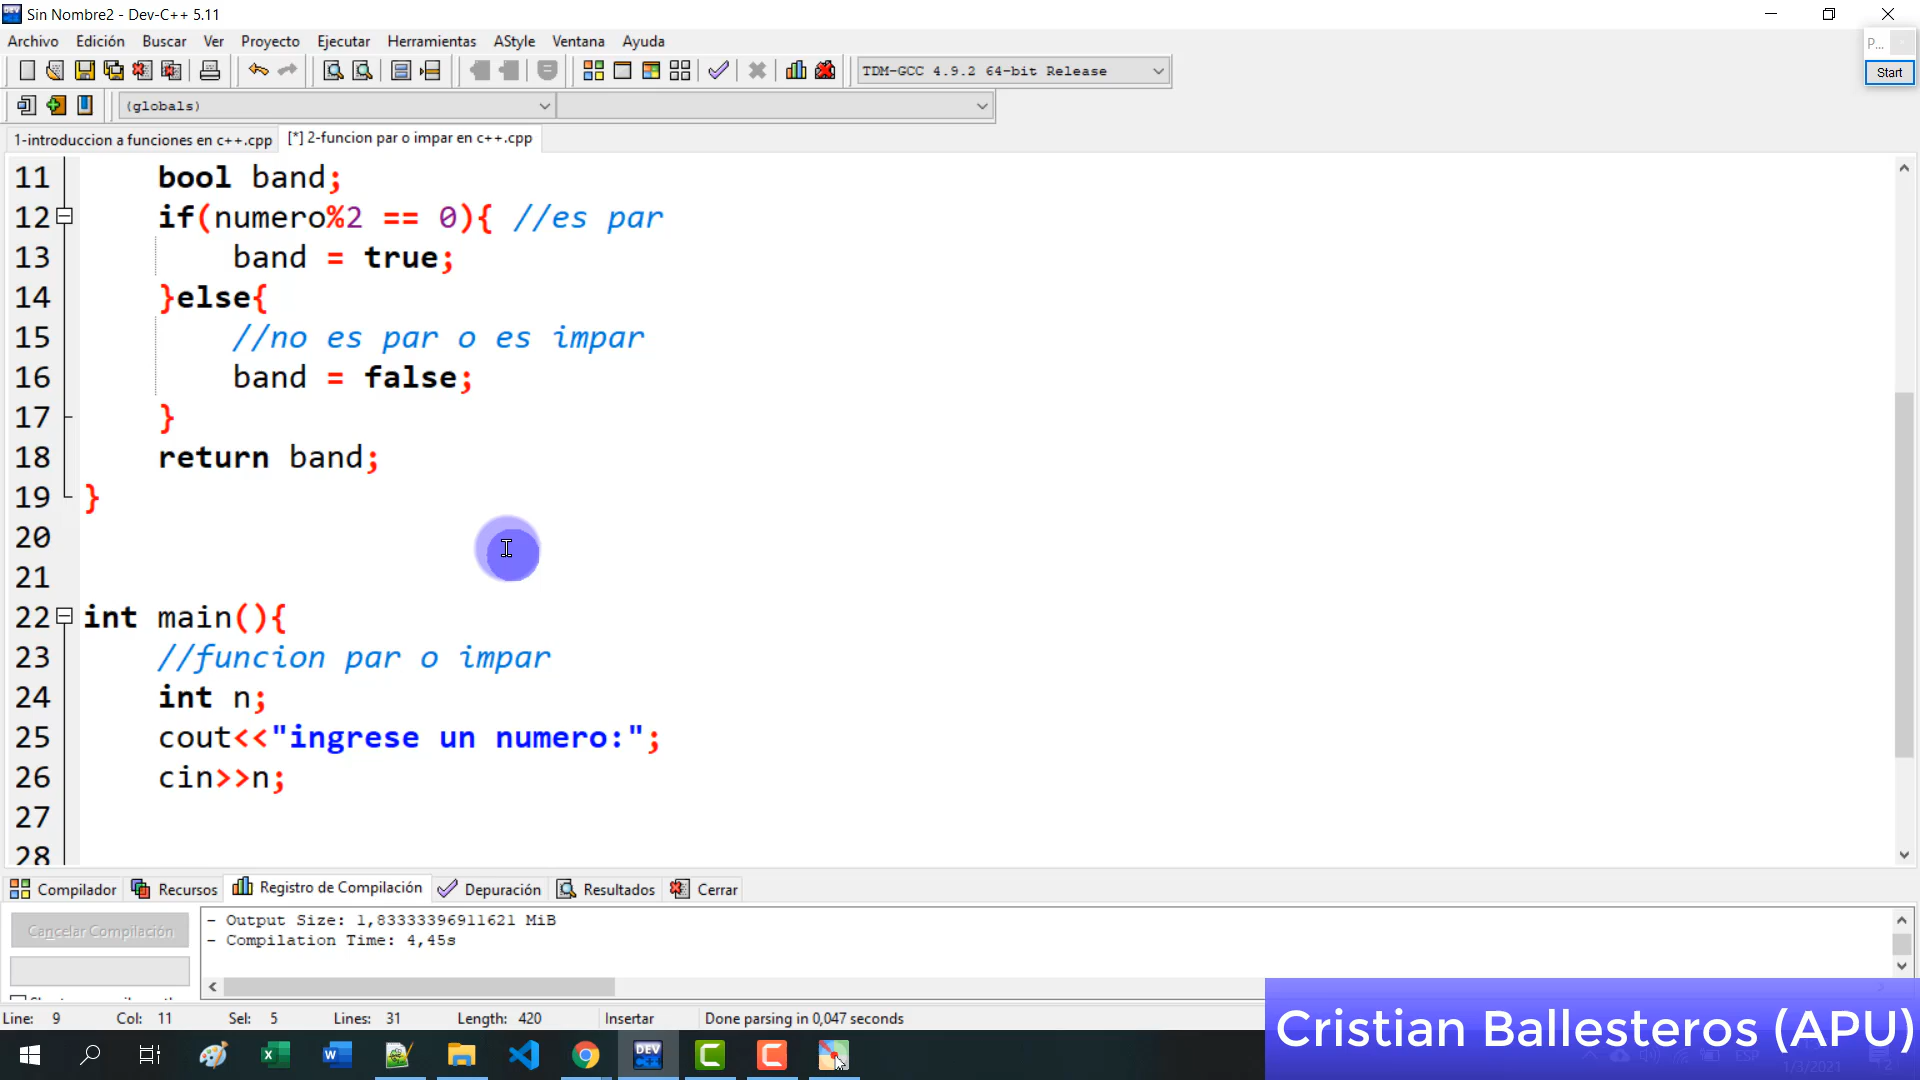 Sin Nombre2 - Dev-C++ 5.11
Archivo Edición Buscar Ver Proyecto Ejecutar Herramientas AStyle Ventana Ayuda
P...
TDM-GCC 4.9.2 64-bit Release
Start
(globals)
1-introduccion a funciones en c++.cpp [*] 2-funcion par o impar en c++.cpp
11 bool band;
12 if(numero%2 == 0){ //es par
13 band = true;
14 }else{
15 //no es par o es impar
16 band = false;
17 }
18 return band;
19 }
20
21
22 int main(){
23 //funcion par o impar
24 int n;
25 cout<<"ingrese un numero:";
26 cin>>n;
27
28
Compilador Recursos Registro de Compilación Depuración Resultados Cerrar
Cancelar Compilación
- Output Size: 1,83333396911621 MiB
- Compilation Time: 4,45s
Line: 9 Col: 11 Sel: 5 Lines: 31 Length: 420 Insertar Done parsing in 0,047 seconds
Cristian Ballesteros (APU)
DEV
ESP
1/3/2021